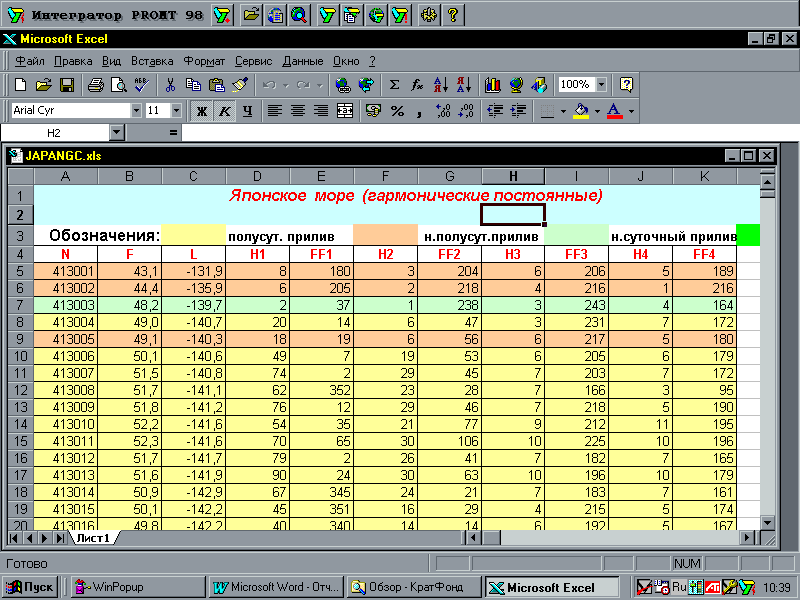 Интегратор PROMT 98
Microsoft Excel
Файл Правка Вид Вставка Формат Сервис Данные Окно ?
100%
Arial Cyr 11 Ж К Ч
H2 =
JAPANGC.xls
A B C D E F G H I J K
1 Японское море (гармонические постоянные)
2
3 Обозначения: полусут. прилив н.полусут.прилив н.суточный прилив
4 N F L H1 FF1 H2 FF2 H3 FF3 H4 FF4
5 413001 43,1 -131,9 8 180 3 204 6 206 5 189
6 413002 44,4 -135,9 6 205 2 218 4 216 1 216
7 413003 48,2 -139,7 2 37 1 238 3 243 4 164
8 413004 49,0 -140,7 20 14 6 47 3 231 7 172
9 413005 49,1 -140,3 18 19 6 56 6 217 5 180
10 413006 50,1 -140,6 49 7 19 53 6 205 6 179
11 413007 51,5 -140,8 74 2 29 45 7 203 7 172
12 413008 51,7 -141,1 62 352 23 28 7 166 3 95
13 413009 51,8 -141,2 76 12 29 46 7 218 5 190
14 413010 52,2 -141,6 54 35 21 77 9 212 11 195
15 413011 52,3 -141,6 70 65 30 106 10 225 10 196
16 413012 51,7 -141,7 79 2 26 41 7 182 7 165
17 413013 51,6 -141,9 90 24 30 63 10 196 10 179
18 413014 50,9 -142,9 67 345 24 21 7 183 7 161
19 413015 50,1 -142,2 45 351 16 29 4 215 5 174
20 413016 49,8 -142,2 40 340 14 14 6 192 5 167
Лист1
Готово NUM
Пуск WinPopup Microsoft Word - Отч... Обзор - КратФонд Microsoft Excel Ru 10:39